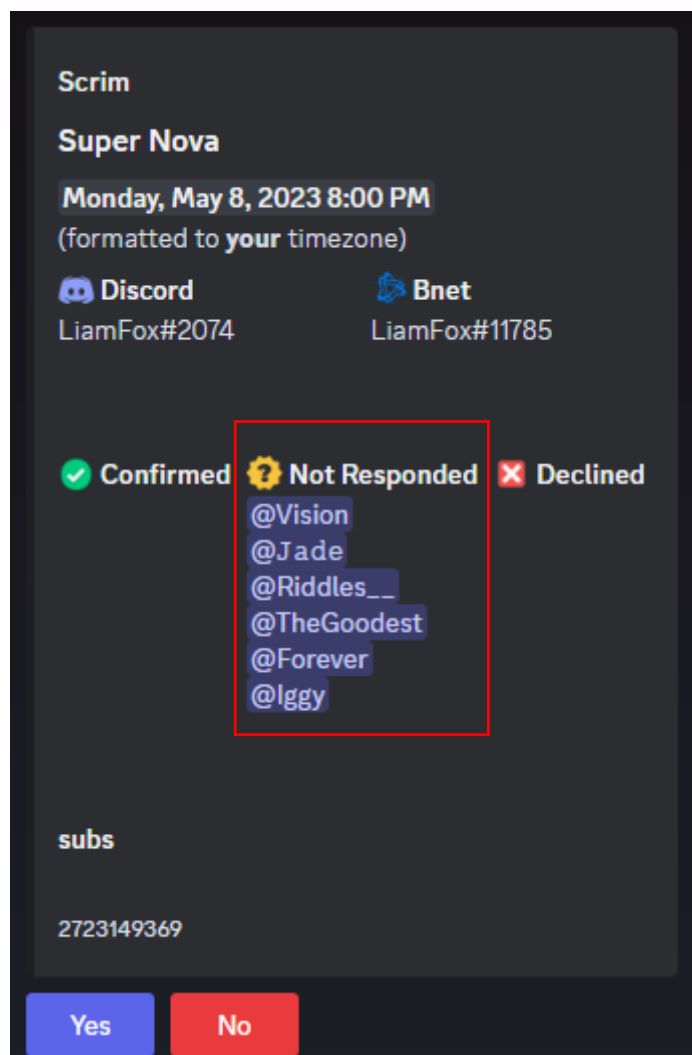 Scrim
Super Nova
Monday, May 8, 2023 8:00 PM
(formatted to your timezone)
Discord Bnet
LiamFox#2074 LiamFox#11785
Confirmed Not Responded Declined
@Vision
@Jade
@Riddles__
@TheGoodest
@Forever
@Iggy
subs
2723149369
Yes No